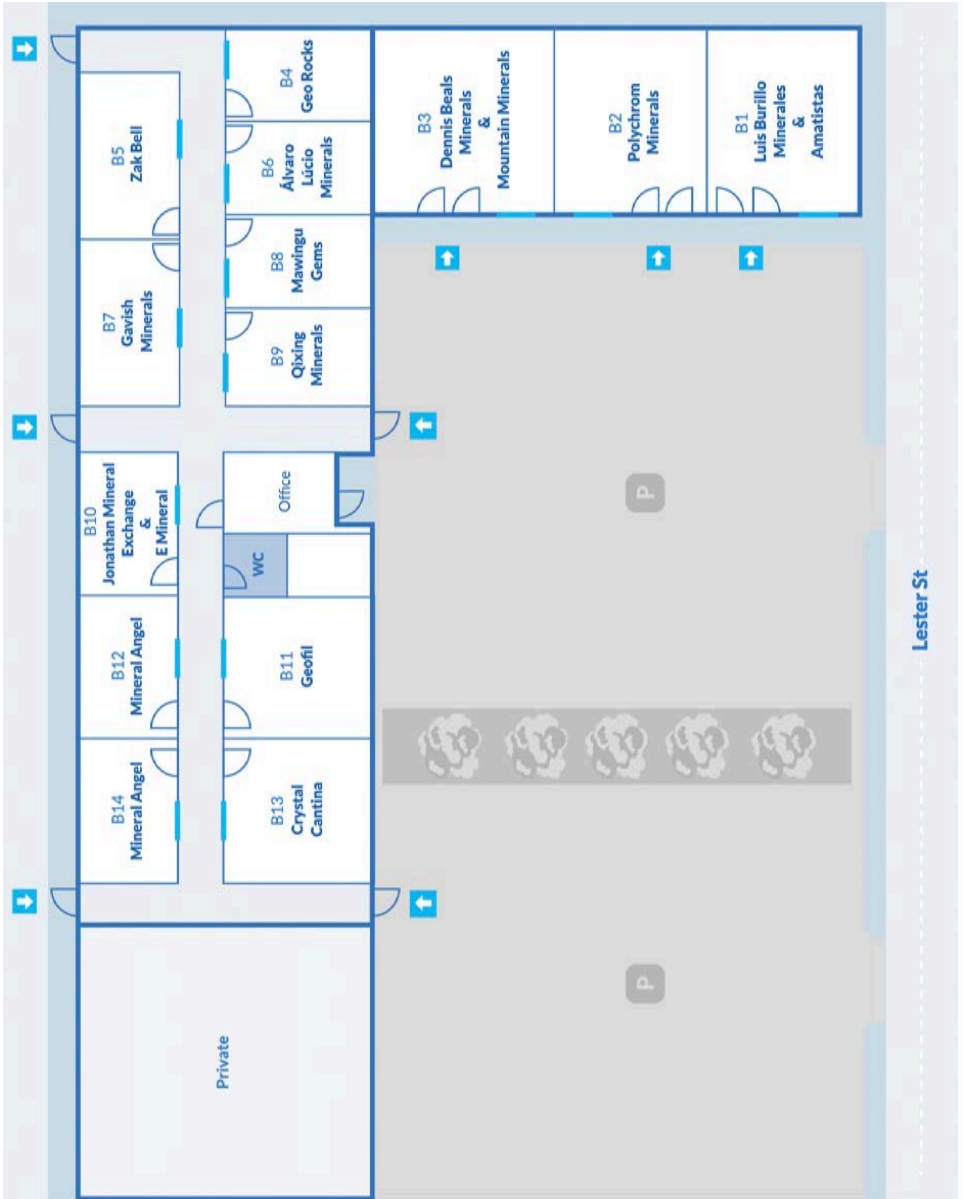 B5
Zak Bell
B7
Gavish
Minerals
B10
Jonathan Mineral
Exchange
&
E Mineral
B12
Mineral Angel
B14
Mineral Angel
Private
B4
Geo Rocks
B6
Álvaro
Lúcio
Minerals
B8
Mawingu
Gems
B9
Qixing
Minerals
Office
WC
B11
Geofil
B13
Crystal
Cantina
B3
Dennis Beals
Minerals
&
Mountain Minerals
B2
Polychrom
Minerals
B1
Luis Burillo
Minerales
&
Amatistas
P
P
Lester St